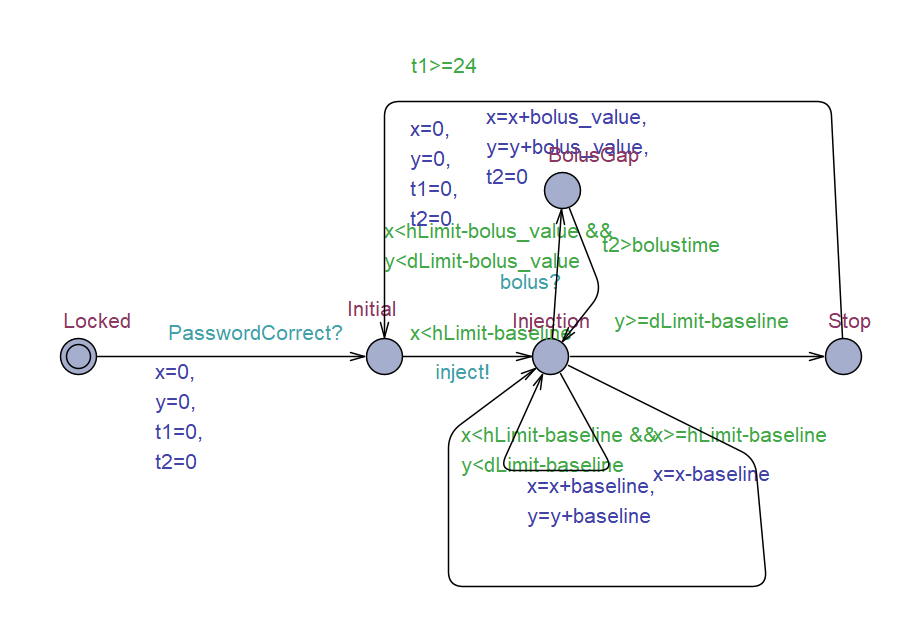 t1>=24
x=x+bolus_value,
y=y+bolus_value,
t2=0
x=0,
y=0,
t1=0,
t2=0
BolusGap
x<hLimit-bolus_value &&
y<dLimit-bolus_value
t2>bolustime
bolus?
Locked
Initial
Injection
Stop
PasswordCorrect?
x<hLimit-baseline
y>=dLimit-baseline
inject!
x=0,
y=0,
t1=0,
t2=0
x<hLimit-baseline &&
y<dLimit-baseline
x>=hLimit-baseline
x=x-baseline
x=x+baseline,
y=y+baseline